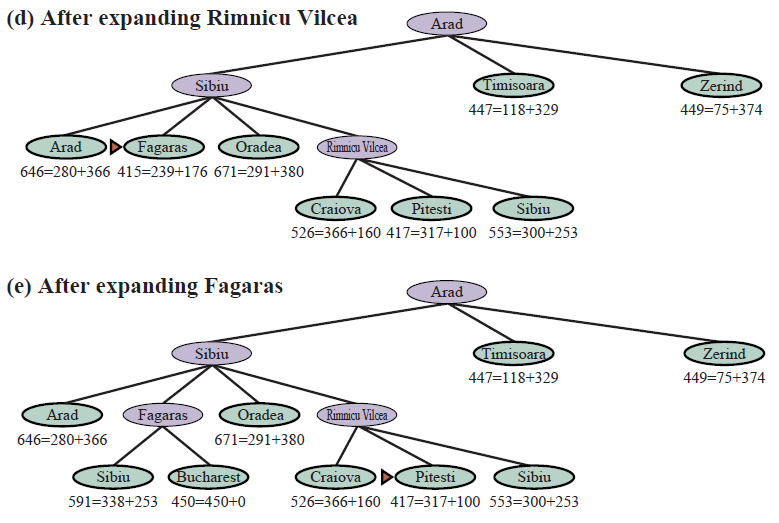 (d) After expanding Rimnicu Vilcea
Arad
Sibiu Timisoara Zerind
447=118+329 449=75+374
Arad Fagaras Oradea Rimnicu Vilcea
646=280+366 415=239+176 671=291+380
Craiova Pitesti Sibiu
526=366+160 417=317+100 553=300+253
(e) After expanding Fagaras
Arad
Sibiu Timisoara Zerind
447=118+329 449=75+374
Arad Fagaras Oradea Rimnicu Vilcea
646=280+366 671=291+380
Sibiu Bucharest Craiova Pitesti Sibiu
591=338+253 450=450+0 526=366+160 417=317+100 553=300+253